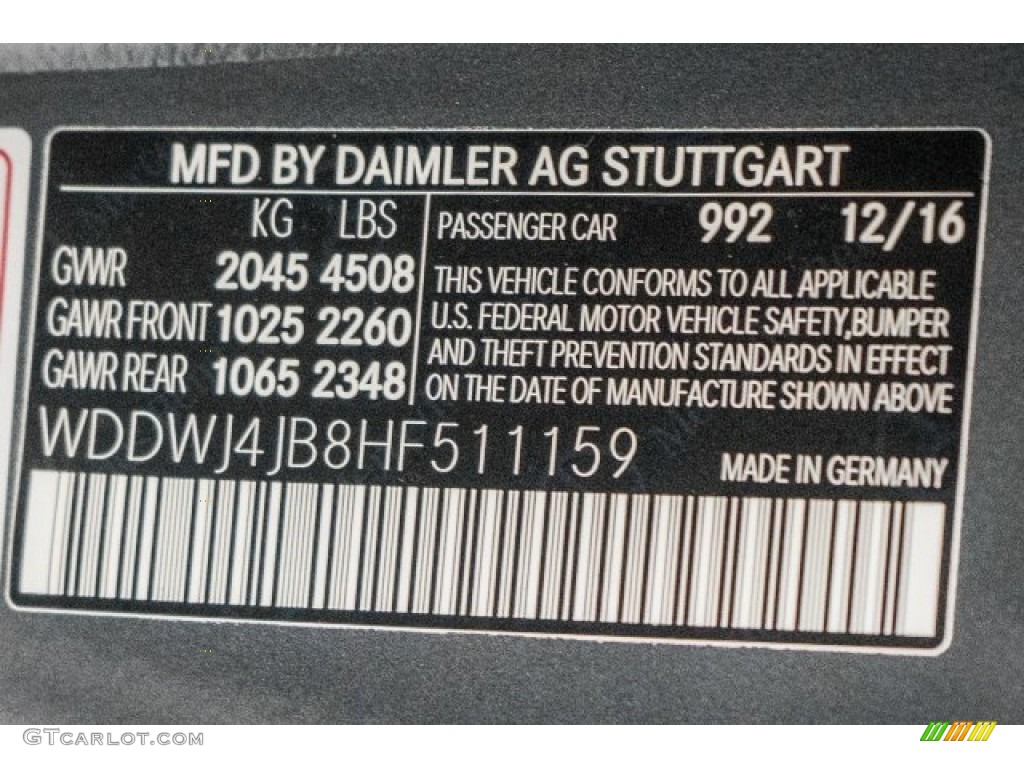 MFD BY DAIMLER AG STUTTGART
KG LBS
GVWR 2045 4508
GAWR FRONT 1025 2260
GAWR REAR 1065 2348
PASSENGER CAR 992 12/16
THIS VEHICLE CONFORMS TO ALL APPLICABLE
U.S. FEDERAL MOTOR VEHICLE SAFETY,BUMPER
AND THEFT PREVENTION STANDARDS IN EFFECT
ON THE DATE OF MANUFACTURE SHOWN ABOVE
WDDWJ4JB8HF511159
MADE IN GERMANY
GTCARLOT.COM